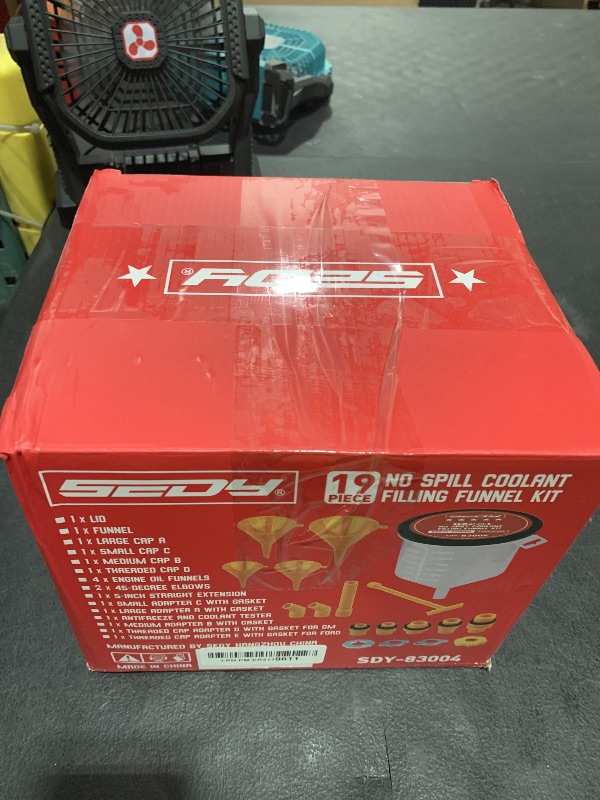 SEDY®
SEDY®
19 PIECE
NO SPILL COOLANT
FILLING FUNNEL KIT
1 x LID
1 x FUNNEL
1 x LARGE CAP A
1 x SMALL CAP C
1 x MEDIUM CAP B
1 x THREADED CAP D
4 x ENGINE OIL FUNNELS
2 x 45-DEGREE ELBOWS
1 x 5-INCH STRAIGHT EXTENSION
1 x SMALL ADAPTER C WITH GASKET
1 x LARGE ADAPTER A WITH GASKET
1 x ANTIFREEZE AND COOLANT TESTER
1 x MEDIUM ADAPTER B WITH GASKET
1 x THREADED CAP ADAPTER D WITH GASKET FOR GM
1 x THREADED CAP ADAPTER E WITH GASKET FOR FORD
MANUFACTURED BY SEDY HANGZHOU CHINA
MADE IN CHINA
9611
SDY-83004